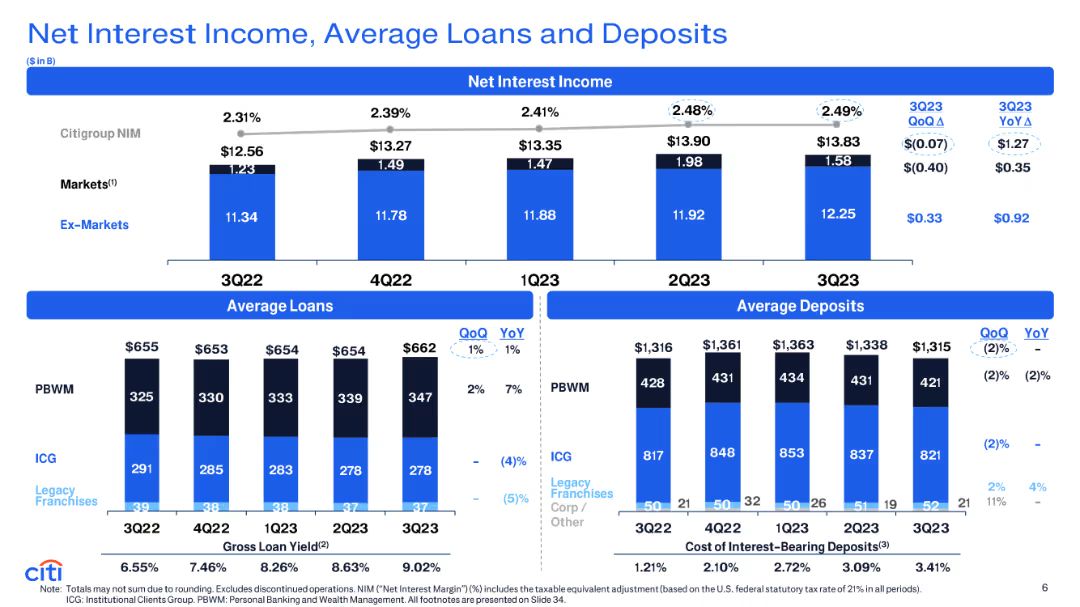 Net Interest Income, Average Loans and Deposits
($ in B)
Net Interest Income
Citigroup NIM 2.31% 2.39% 2.41% 2.48% 2.49% 3Q23 QoQ Δ 3Q23 YoY Δ
$12.56 $13.27 $13.35 $13.90 $13.83 $(0.07) $1.27
Markets(1) 1.23 1.49 1.47 1.98 1.58 $(0.40) $0.35
Ex-Markets 11.34 11.78 11.88 11.92 12.25 $0.33 $0.92
3Q22 4Q22 1Q23 2Q23 3Q23
Average Loans
QoQ YoY
$655 $653 $654 $654 $662 1% 1%
PBWM 325 330 333 339 347 2% 7%
ICG 291 285 283 278 278 – (4)%
Legacy Franchises 39 38 38 37 37 – (5)%
3Q22 4Q22 1Q23 2Q23 3Q23
Gross Loan Yield(2)
6.55% 7.46% 8.26% 8.63% 9.02%
Average Deposits
QoQ YoY
$1,316 $1,361 $1,363 $1,338 $1,315 (2)% –
PBWM 428 431 434 431 421 (2)% (2)%
ICG 817 848 853 837 821 (2)% –
Legacy Franchises 50 50 50 51 52 2% 4%
Corp / Other 21 32 26 19 21 11% –
3Q22 4Q22 1Q23 2Q23 3Q23
Cost of Interest-Bearing Deposits(3)
1.21% 2.10% 2.72% 3.09% 3.41%
citi
Note: Totals may not sum due to rounding. Excludes discontinued operations. NIM ("Net Interest Margin") (%) includes the taxable equivalent adjustment (based on the U.S. federal statutory tax rate of 21% in all periods).
ICG: Institutional Clients Group. PBWM: Personal Banking and Wealth Management. All footnotes are presented on Slide 34.
6